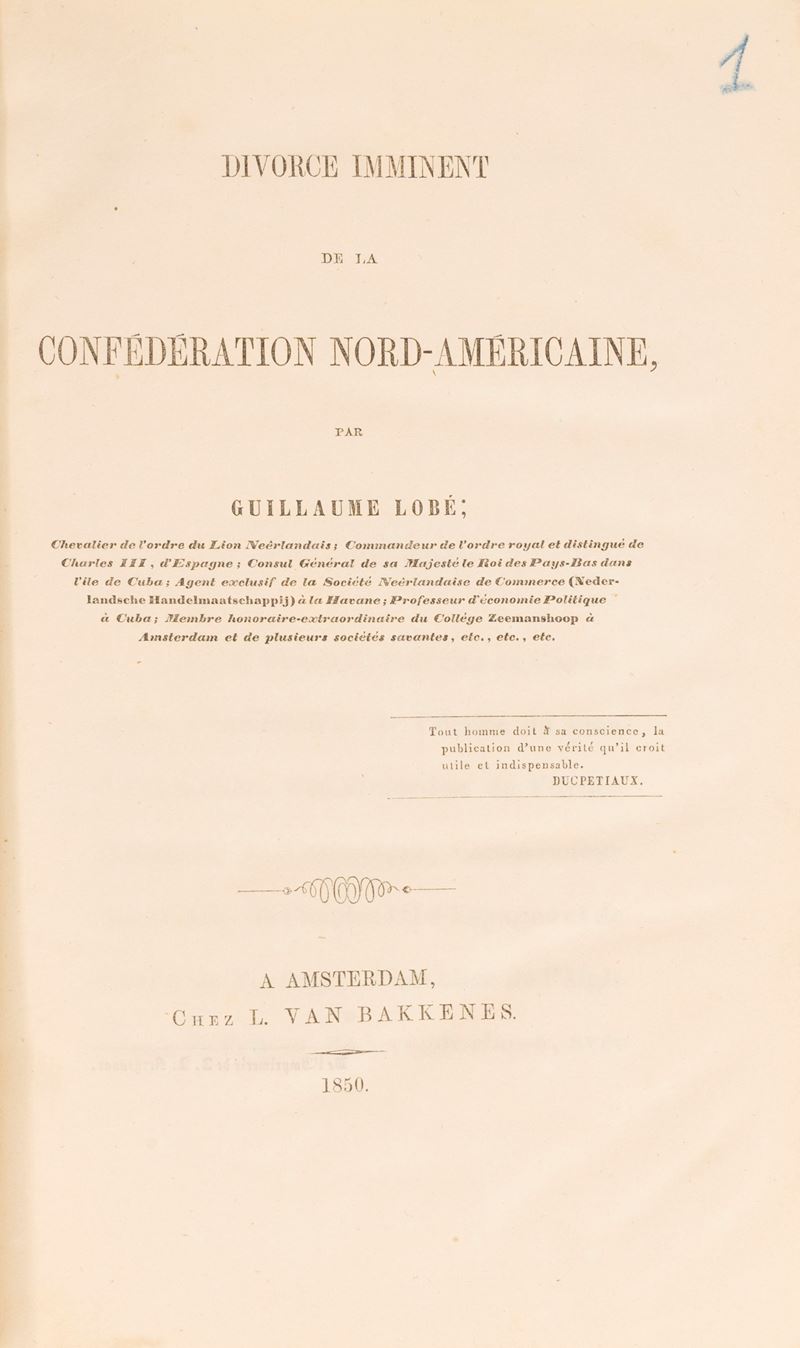 1
DIVORCE IMMINENT
DE LA
CONFÉDÉRATION NORD-AMÉRICAINE,
PAR
GUILLAUME LOBÉ;
Chevalier de l'ordre du Lion Neêrlandais; Commandeur de l'ordre royal et distingué de
Charles III, d'Espagne; Consul Général de sa Majesté le Roi des Pays-Bas dans
l'île de Cuba; Agent exclusif de la Société Neêrlandaise de Commerce (Neder-
landsche Handelmaatschappij) à la Havane; Professeur d'économie Politique
à Cuba; Membre honoraire-extraordinaire du Collége Zeemanshoop à
Amsterdam et de plusieurs sociétés savantes, etc., etc., etc.
Tout homme doit à sa conscience, la
publication d'une vérité qu'il croit
utile et indispensable.
DUCPETIAUX.
A AMSTERDAM,
CHEZ L. VAN BAKKENES.
1850.